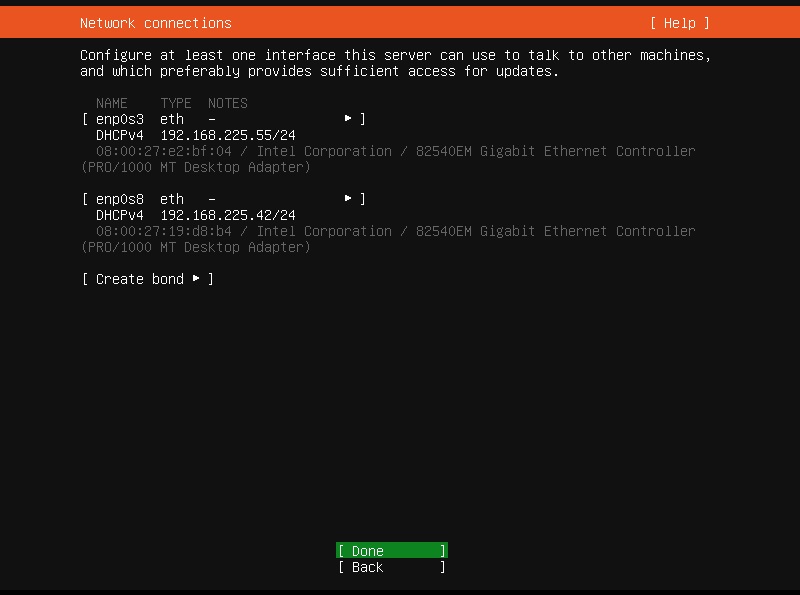 Network connections [ Help ]
Configure at least one interface this server can use to talk to other machines,
and which preferably provides sufficient access for updates.
NAME TYPE NOTES
[ enp0s3 eth - ▸ ]
DHCPv4 192.168.225.55/24
08:00:27:e2:bf:04 / Intel Corporation / 82540EM Gigabit Ethernet Controller
(PRO/1000 MT Desktop Adapter)
[ enp0s8 eth - ▸ ]
DHCPv4 192.168.225.42/24
08:00:27:19:d8:b4 / Intel Corporation / 82540EM Gigabit Ethernet Controller
(PRO/1000 MT Desktop Adapter)
[ Create bond ▸ ]
[ Done ]
[ Back ]